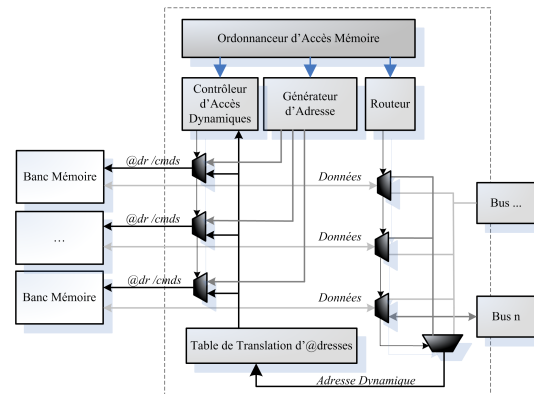 Ordonnanceur d'Accès Mémoire
Contrôleur
d'Accès
Dynamiques
Générateur
d'Adresse
Routeur
@dr /cmds
Banc Mémoire
Données
Bus ...
@dr /cmds
...
Données
@dr /cmds
Banc Mémoire
Données
Bus n
Table de Translation d'@dresses
Adresse Dynamique